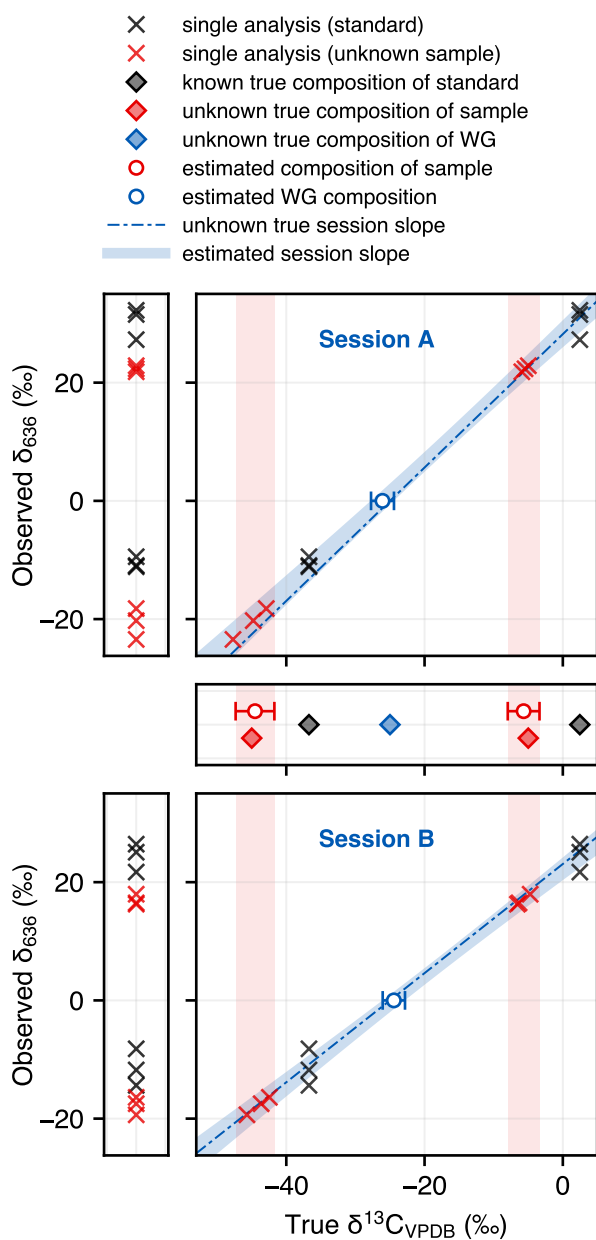 single analysis (standard)
single analysis (unknown sample)
known true composition of standard
unknown true composition of sample
unknown true composition of WG
estimated composition of sample
estimated WG composition
unknown true session slope
estimated session slope
Session A
Observed δ₆₃₆ (‰)
20
0
−20
Session B
Observed δ₆₃₆ (‰)
20
0
−20
−40
−20
0
True δ¹³C_VPDB (‰)